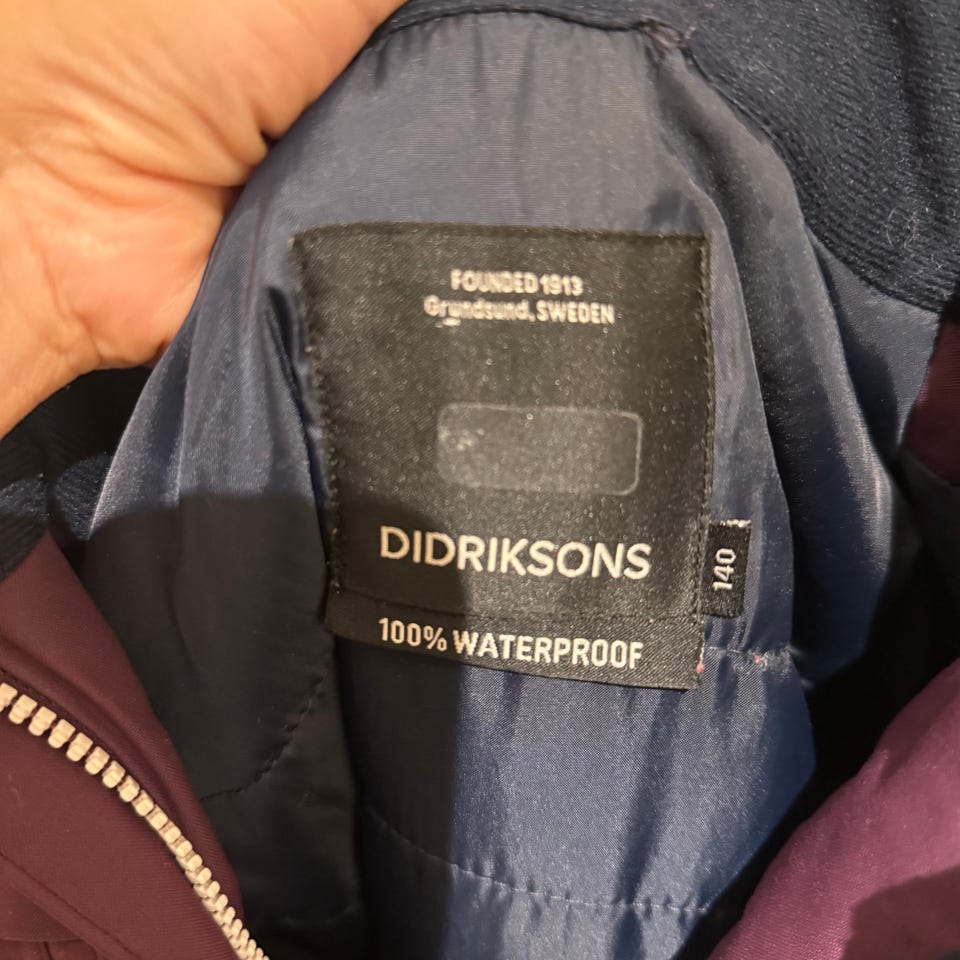 FOUNDED 1913
Grundsund, SWEDEN
DIDRIKSONS
140
100% WATERPROOF